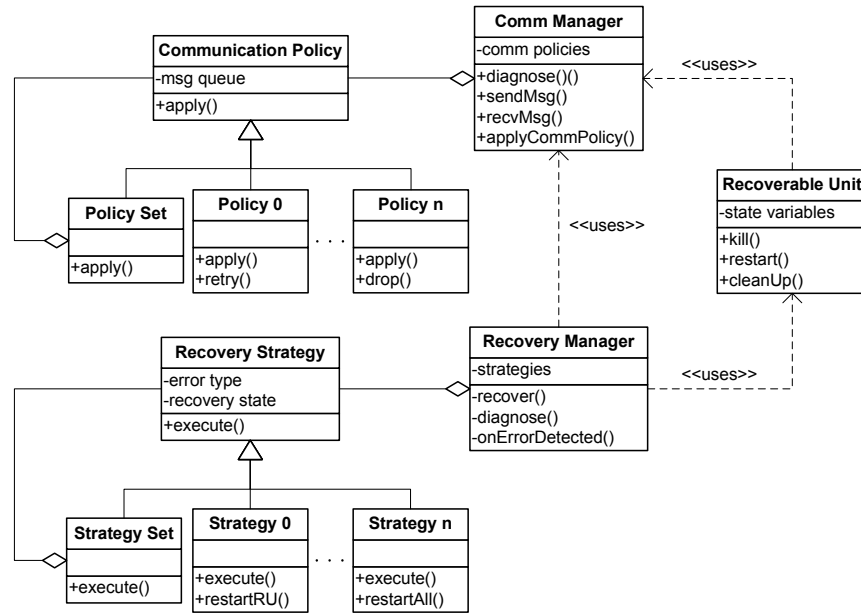 Comm Manager
-comm policies
+diagnose()()
+sendMsg()
+recvMsg()
+applyCommPolicy()
Communication Policy
-msg queue
+apply()
<<uses>>
Policy Set
+apply()
Policy 0
+apply()
+retry()
. . .
Policy n
+apply()
+drop()
<<uses>>
Recoverable Unit
-state variables
+kill()
+restart()
+cleanUp()
Recovery Strategy
-error type
-recovery state
+execute()
Recovery Manager
-strategies
-recover()
-diagnose()
-onErrorDetected()
<<uses>>
Strategy Set
+execute()
Strategy 0
+execute()
+restartRU()
. . .
Strategy n
+execute()
+restartAll()